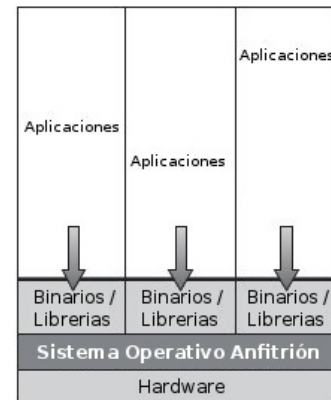 Aplicaciones
Aplicaciones
Aplicaciones
Binarios /
Librerias
Binarios /
Librerias
Binarios /
Librerias
Sistema Operativo Anfitrión
Hardware